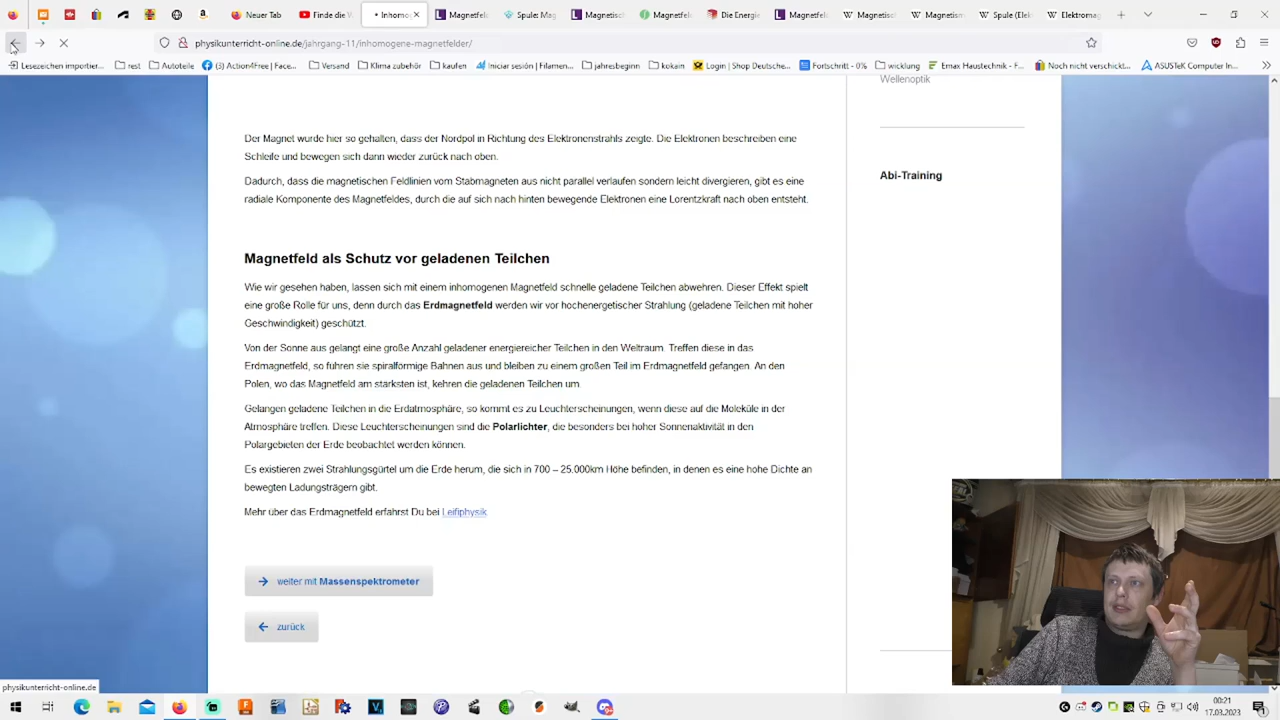 Neuer Tab
Finde die V
Inhomog
Magnetfeld
Spule: Mag
Magnetisch
Magnetfeld
Die Energie
Magnetfeld
Magnetisc
Magnetism
Spule (Elek
Elektromag
physikunterricht-online.de/jahrgang-11/inhomogene-magnetfelder/
Lesezeichen importier...
rest
Autoteile
(3) Action4Free | Face...
Versand
Klima zubehör
kaufen
Iniciar sesión | Filamen...
jahresbeginn
kokain
Login | Shop Deutsche...
Fortschritt - 0%
wicklung
Emax Haustechnik - F...
Noch nicht verschickt...
ASUSTeK Computer In...
Wellenoptik
Der Magnet wurde hier so gehalten, dass der Nordpol in Richtung des Elektronenstrahls zeigte. Die Elektronen beschreiben eine
Schleife und bewegen sich dann wieder zurück nach oben.
Abi-Training
Dadurch, dass die magnetischen Feldlinien vom Stabmagneten aus nicht parallel verlaufen sondern leicht divergieren, gibt es eine
radiale Komponente des Magnetfeldes, durch die auf sich nach hinten bewegende Elektronen eine Lorentzkraft nach oben entsteht.
Magnetfeld als Schutz vor geladenen Teilchen
Wie wir gesehen haben, lassen sich mit einem inhomogenen Magnetfeld schnelle geladene Teilchen abwehren. Dieser Effekt spielt
eine große Rolle für uns, denn durch das Erdmagnetfeld werden wir vor hochenergetischer Strahlung (geladene Teilchen mit hoher
Geschwindigkeit) geschützt.
Von der Sonne aus gelangt eine große Anzahl geladener energiereicher Teilchen in den Weltraum. Treffen diese in das
Erdmagnetfeld, so führen sie spiralförmige Bahnen aus und bleiben zu einem großen Teil im Erdmagnetfeld gefangen. An den
Polen, wo das Magnetfeld am stärksten ist, kehren die geladenen Teilchen um.
Gelangen geladene Teilchen in die Erdatmosphäre, so kommt es zu Leuchterscheinungen, wenn diese auf die Moleküle in der
Atmosphäre treffen. Diese Leuchterscheinungen sind die Polarlichter, die besonders bei hoher Sonnenaktivität in den
Polargebieten der Erde beobachtet werden können.
Es existieren zwei Strahlungsgürtel um die Erde herum, die sich in 700 – 25.000km Höhe befinden, in denen es eine hohe Dichte an
bewegten Ladungsträgern gibt.
Mehr über das Erdmagnetfeld erfährst Du bei Leifiphysik
weiter mit Massenspektrometer
zurück
physikunterricht-online.de
00:21
17.03.2023